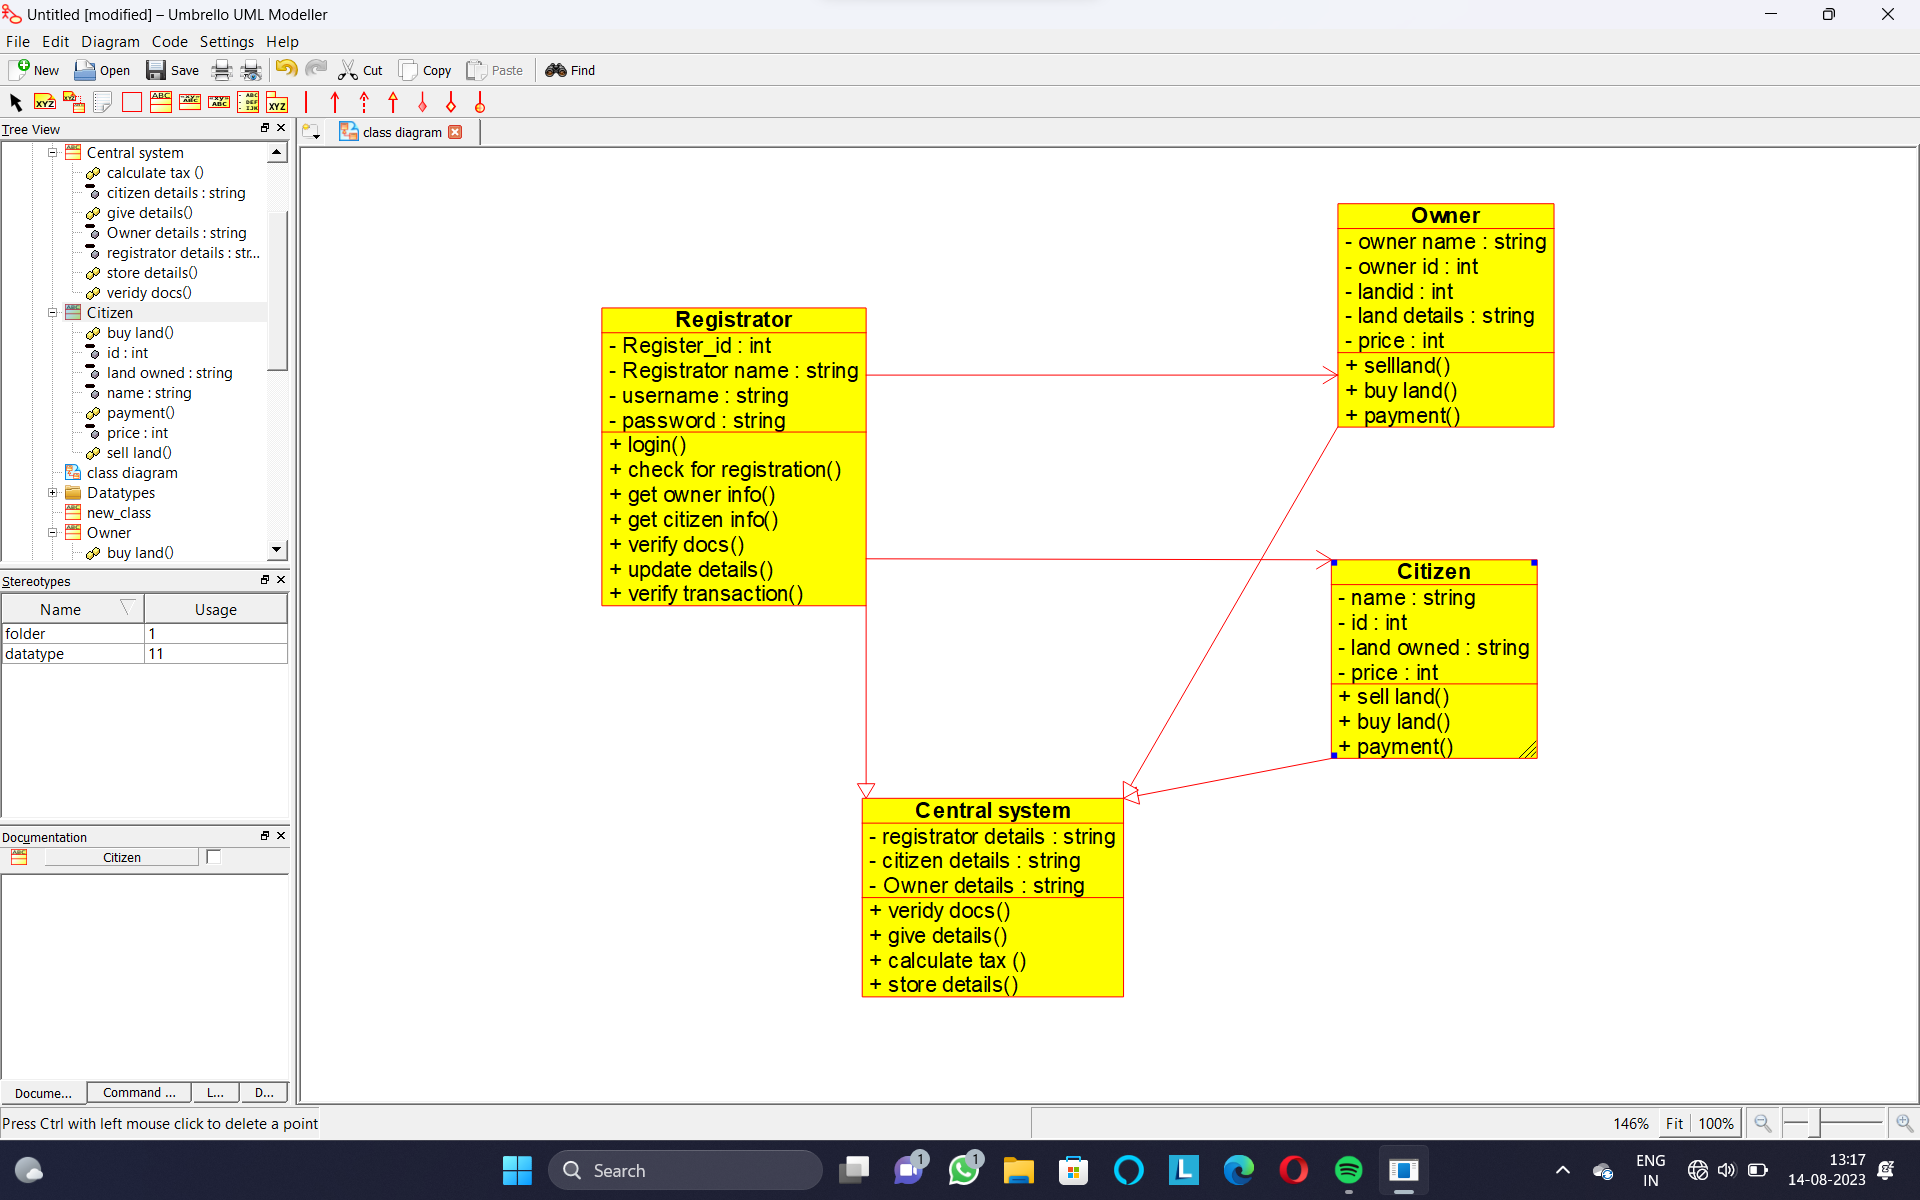 Untitled [modified] – Umbrello UML Modeller
File Edit Diagram Code Settings Help
New Open Save Cut Copy Paste Find
Tree View
class diagram
Central system
calculate tax ()
citizen details : string
give details()
Owner details : string
registrator details : str...
store details()
veridy docs()
Citizen
buy land()
id : int
land owned : string
name : string
payment()
price : int
sell land()
class diagram
Datatypes
new_class
Owner
buy land()
Stereotypes
Name Usage
folder 1
datatype 11
Documentation
Citizen
Docume... Command ... L... D...
Registrator
- Register_id : int
- Registrator name : string
- username : string
- password : string
+ login()
+ check for registration()
+ get owner info()
+ get citizen info()
+ verify docs()
+ update details()
+ verify transaction()
Owner
- owner name : string
- owner id : int
- landid : int
- land details : string
- price : int
+ sellland()
+ buy land()
+ payment()
Citizen
- name : string
- id : int
- land owned : string
- price : int
+ sell land()
+ buy land()
+ payment()
Central system
- registrator details : string
- citizen details : string
- Owner details : string
+ veridy docs()
+ give details()
+ calculate tax ()
+ store details()
Press Ctrl with left mouse click to delete a point
146% Fit 100%
Search
1
1
L
ENG
IN
13:17
14-08-2023